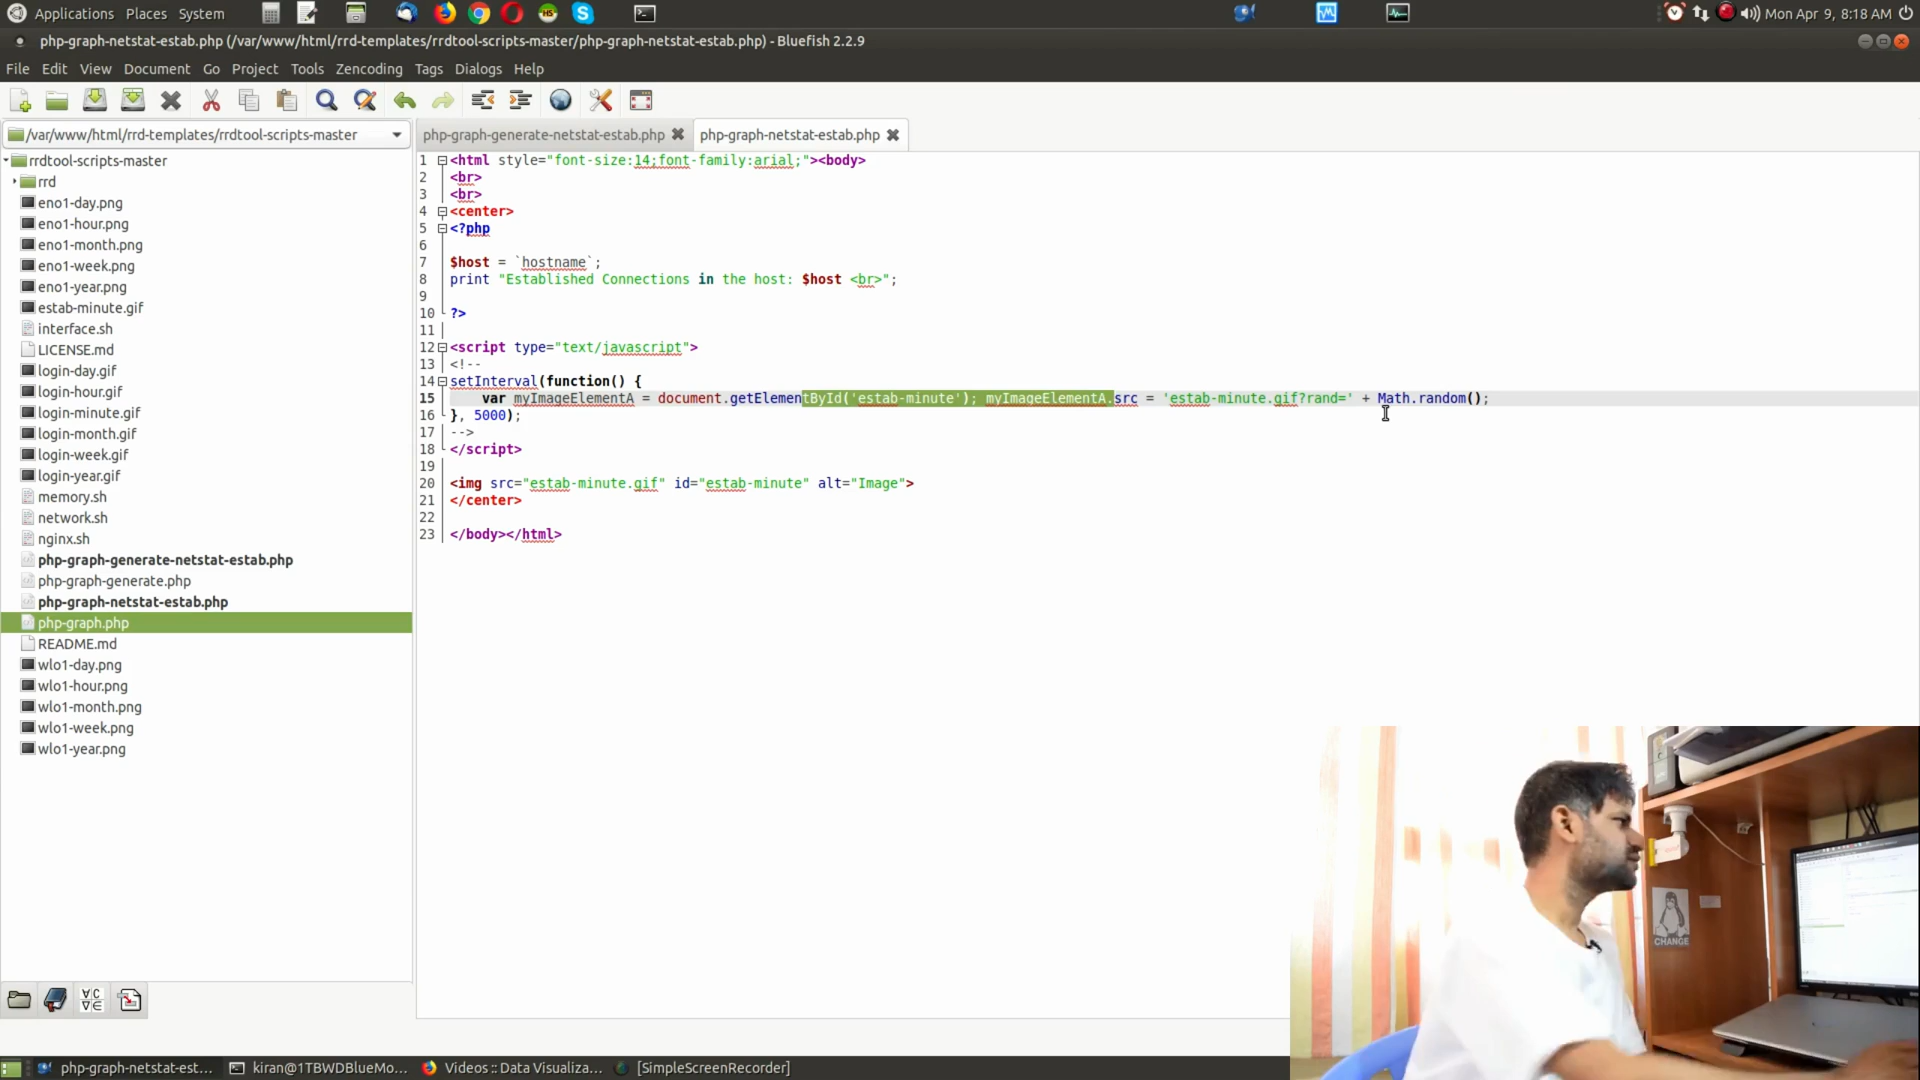 Applications Places System
Mon Apr 9, 8:18 AM
php-graph-netstat-estab.php (/var/www/html/rrd-templates/rrdtool-scripts-master/php-graph-netstat-estab.php) - Bluefish 2.2.9
File Edit View Document Go Project Tools Zencoding Tags Dialogs Help
/var/www/html/rrd-templates/rrdtool-scripts-master
php-graph-generate-netstat-estab.php
php-graph-netstat-estab.php
rrdtool-scripts-master
rrd
eno1-day.png
eno1-hour.png
eno1-month.png
eno1-week.png
eno1-year.png
estab-minute.gif
interface.sh
LICENSE.md
login-day.gif
login-hour.gif
login-minute.gif
login-month.gif
login-week.gif
login-year.gif
memory.sh
network.sh
nginx.sh
php-graph-generate-netstat-estab.php
php-graph-generate.php
php-graph-netstat-estab.php
php-graph.php
README.md
wlo1-day.png
wlo1-hour.png
wlo1-month.png
wlo1-week.png
wlo1-year.png
1 <html style="font-size:14;font-family:arial;"><body>
2 <br>
3 <br>
4 <center>
5 <?php
6
7 $host = `hostname`;
8 print "Established Connections in the host: $host <br>";
9
10 ?>
11
12 <script type="text/javascript">
13 <!--
14 setInterval(function() {
15 var myImageElementA = document.getElementById('estab-minute'); myImageElementA.src = 'estab-minute.gif?rand=' + Math.random();
16 }, 5000);
17 -->
18 </script>
19
20 <img src="estab-minute.gif" id="estab-minute" alt="Image">
21 </center>
22
23 </body></html>
CHANGE
php-graph-netstat-est...
kiran@1TBWDBlueMo...
Videos :: Data Visualiza...
[SimpleScreenRecorder]